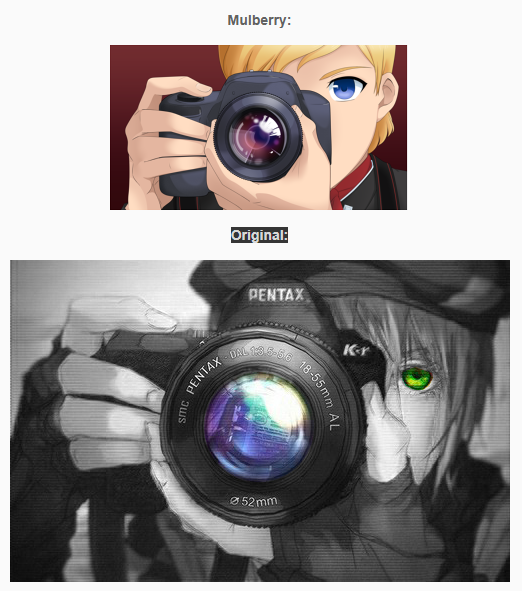 Mulberry:
Original:
PENTAX
K-r
smc PENTAX-DAL 1:3.5-5.6 18-55mm AL
⌀52mm